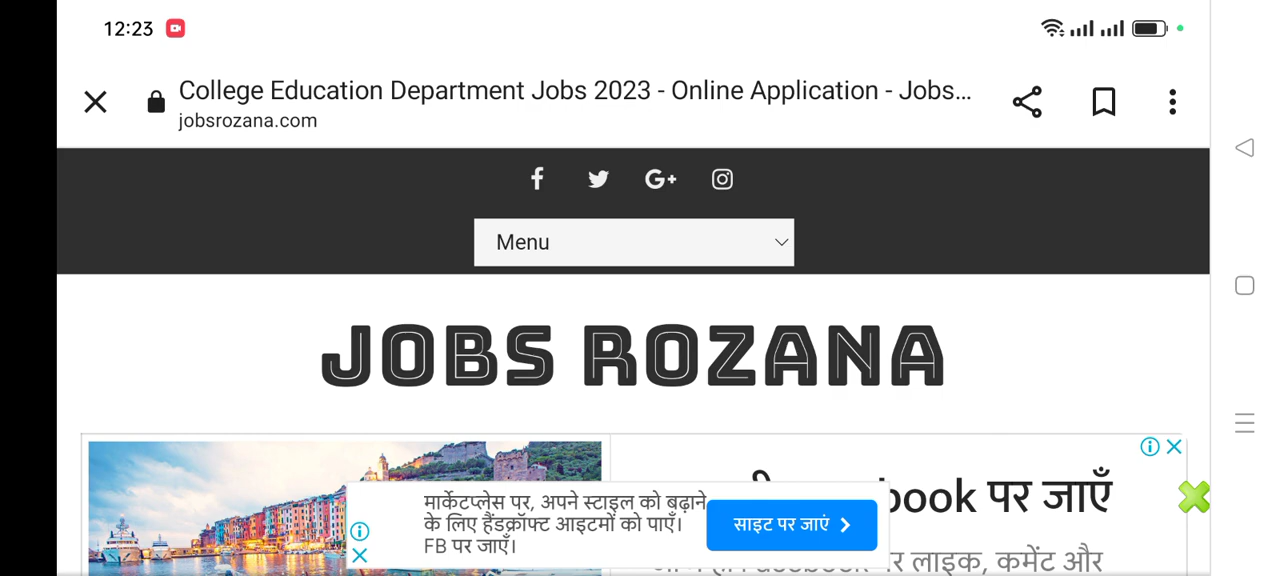 12:23
College Education Department Jobs 2023 - Online Application - Jobs...
jobsrozana.com
G+
Menu
JOBS ROZANA
book पर जाएँ
मार्केटप्लेस पर, अपने स्टाइल को बढ़ाने
के लिए हैंडक्रॉफ्ट आइटमों को पाएँ।
FB पर जाएँ।
साइट पर जाएं
लाइक, कमेंट और